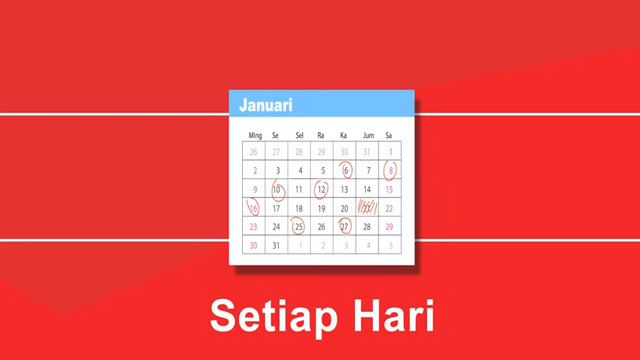 Januari
Ming Se Sel Ra Ka Jum Sa
26 27 28 29 30 31 1
2 3 4 5 6 7 8
9 10 11 12 13 14 15
16 17 18 19 20 22
23 24 25 26 27 28 29
30 31 1 2 3 4 5
Setiap Hari